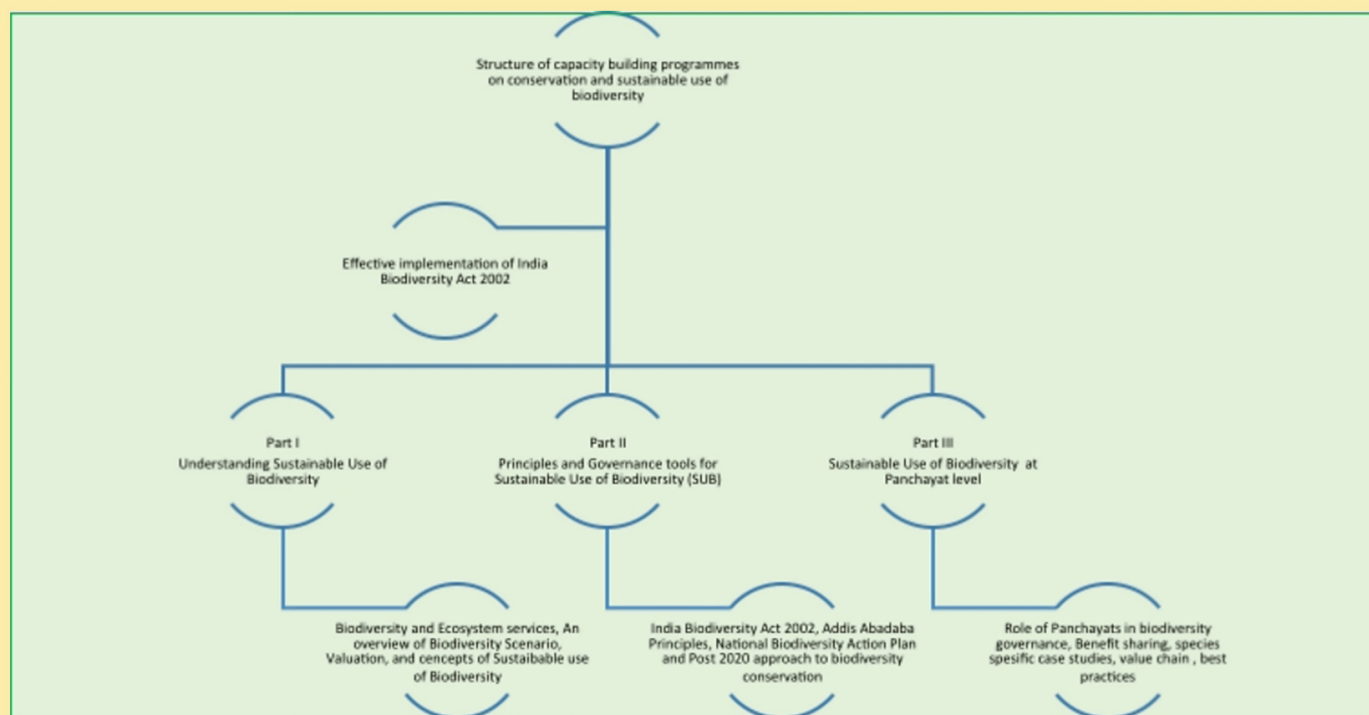 Structure of capacity building programmes
on conservation and sustainable use of
biodiversity
Effective implementation of India
Biodiversity Act 2002
Part I
Understanding Sustainable Use of
Biodiversity
Part II
Principles and Governance tools for
Sustainable Use of Biodiversity (SUB)
Part III
Sustainable Use of Biodiversity at
Panchayat level
Biodiversity and Ecosystem services, An
overview of Biodiversity Scenario,
Valuation, and cencepts of Sustaibable use
of Biodiversity
India Biodiversity Act 2002, Addis Abadaba
Principles, National Biodiversity Action Plan
and Post 2020 approach to biodiversity
conservation
Role of Panchayats in biodiversity
governance, Benefit sharing, species
spesific case studies, value chain , best
practices